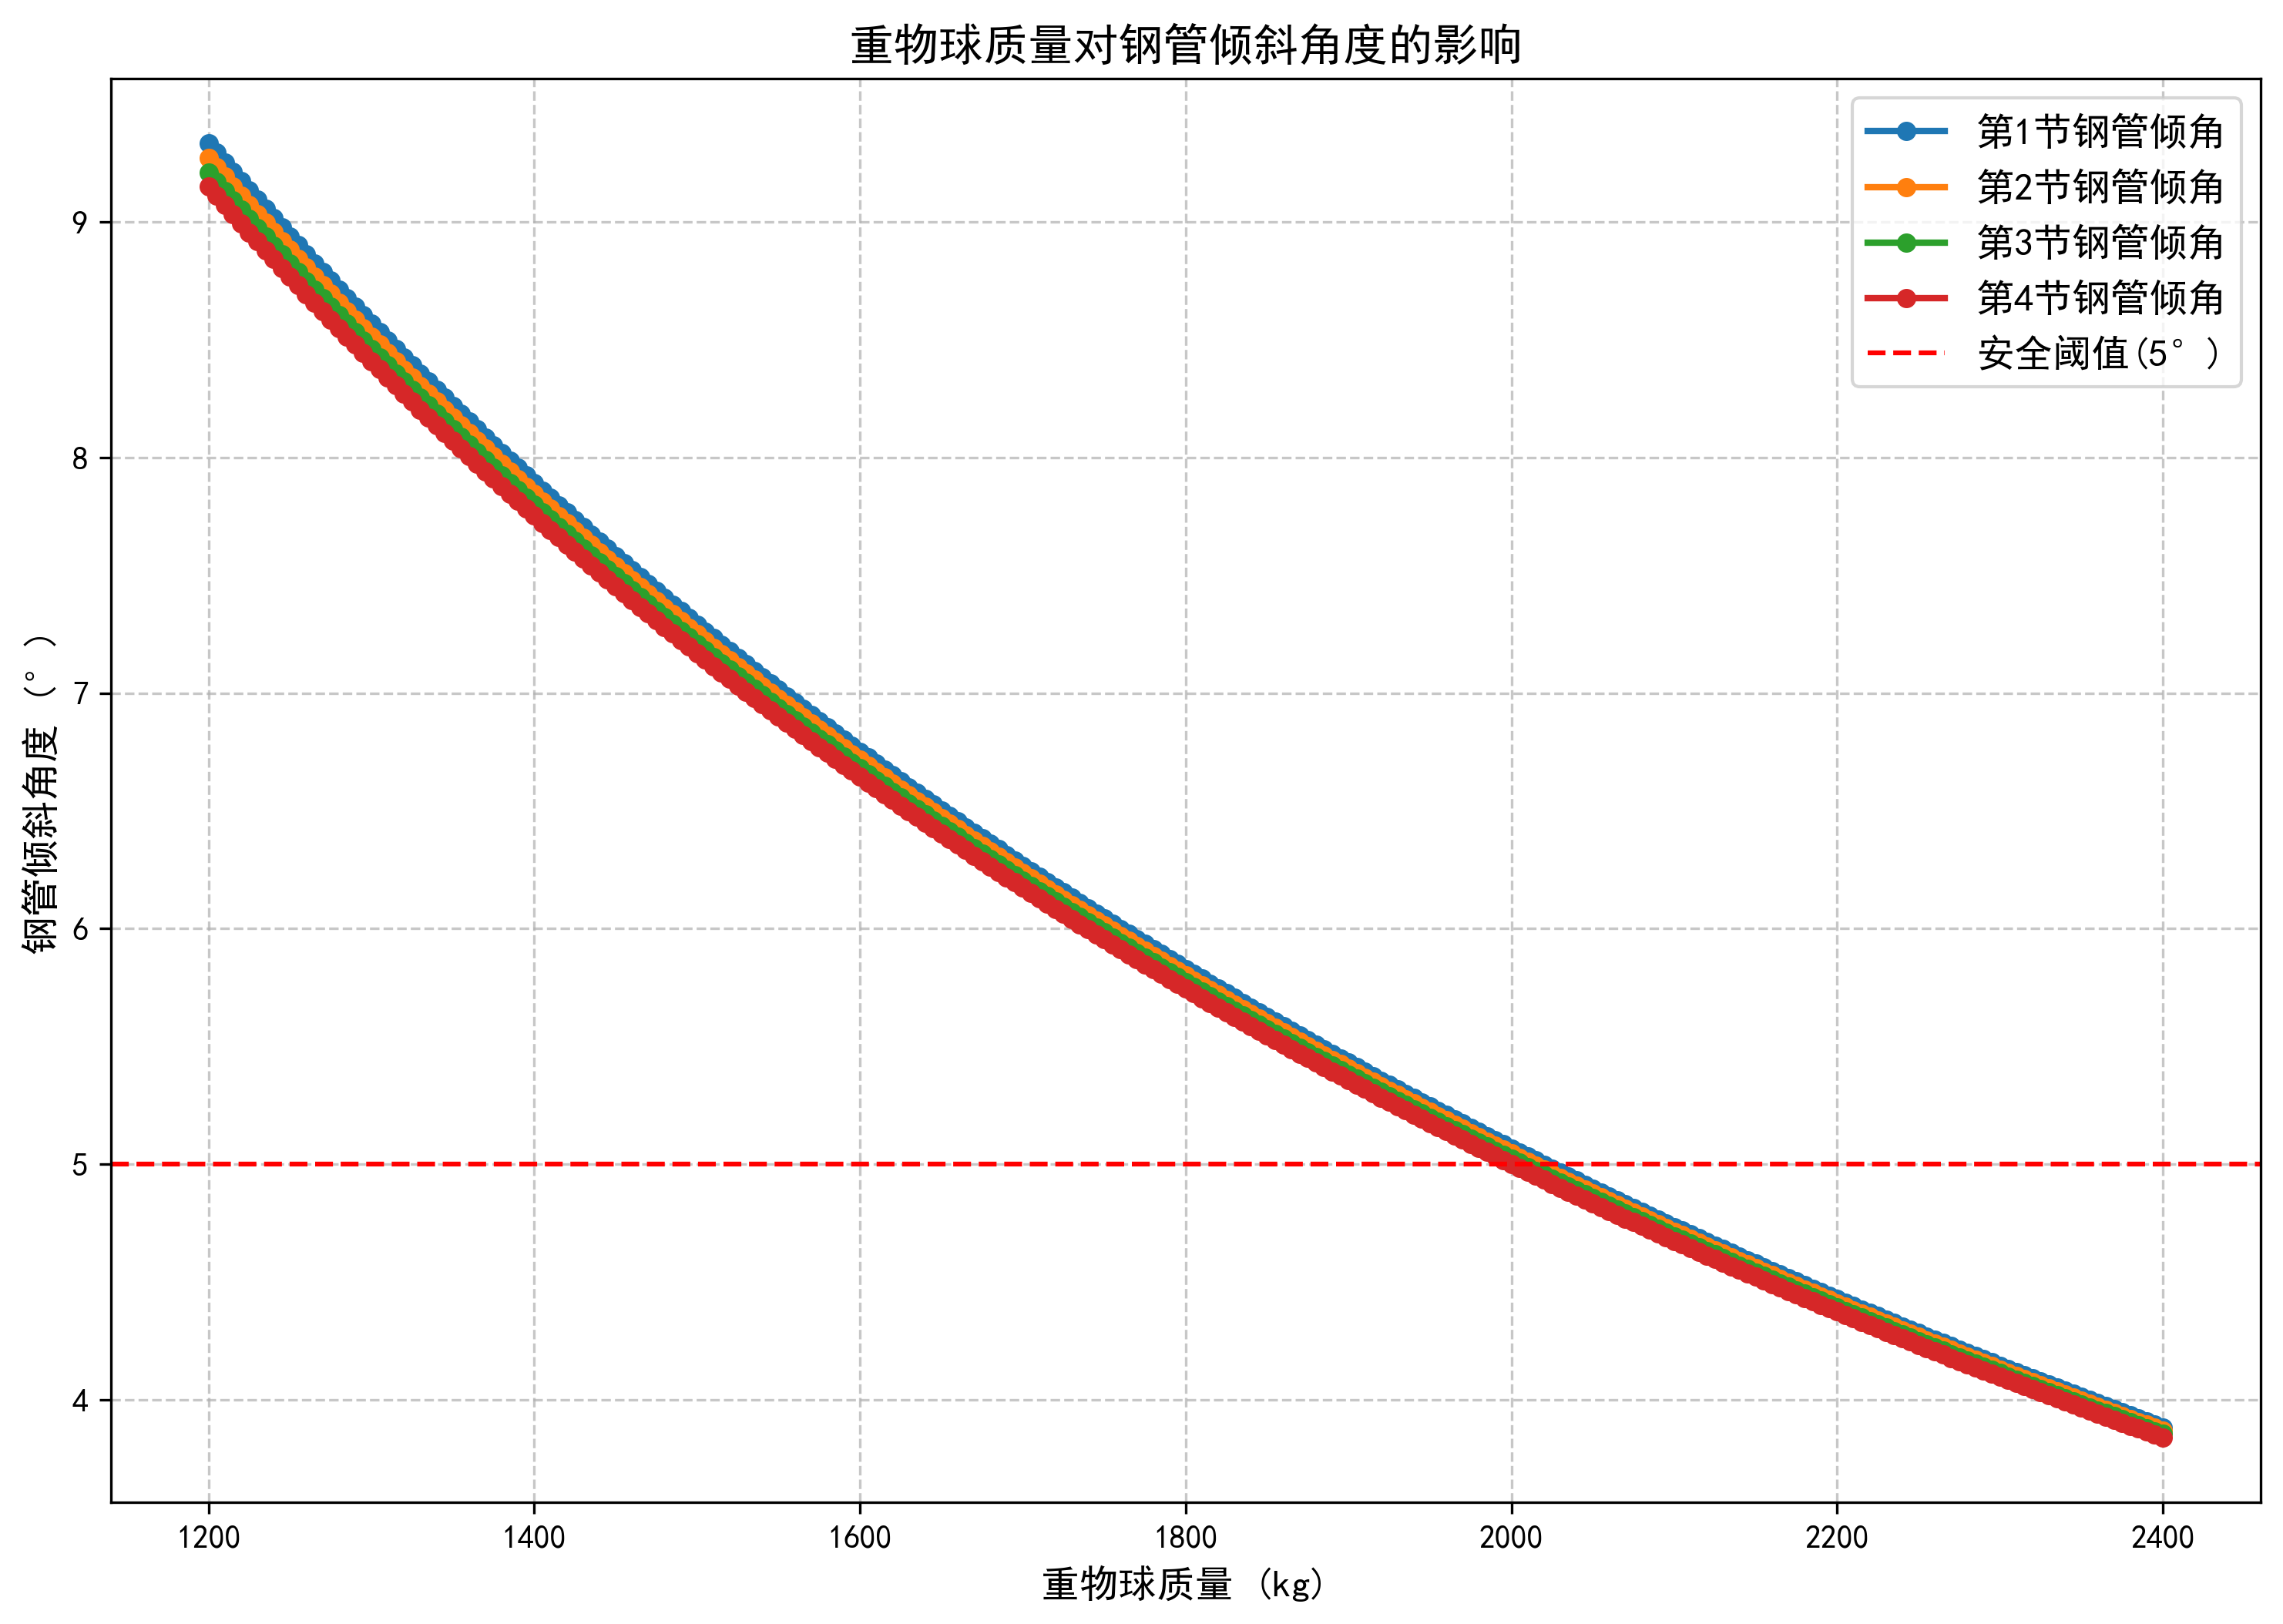 重物球质量对钢管倾斜角度的影响
第1节钢管倾角
第2节钢管倾角
第3节钢管倾角
第4节钢管倾角
安全阈值(5°)
钢管倾斜角度 (°)
9
8
7
6
5
4
1200 1400 1600 1800 2000 2200 2400
重物球质量 (kg)